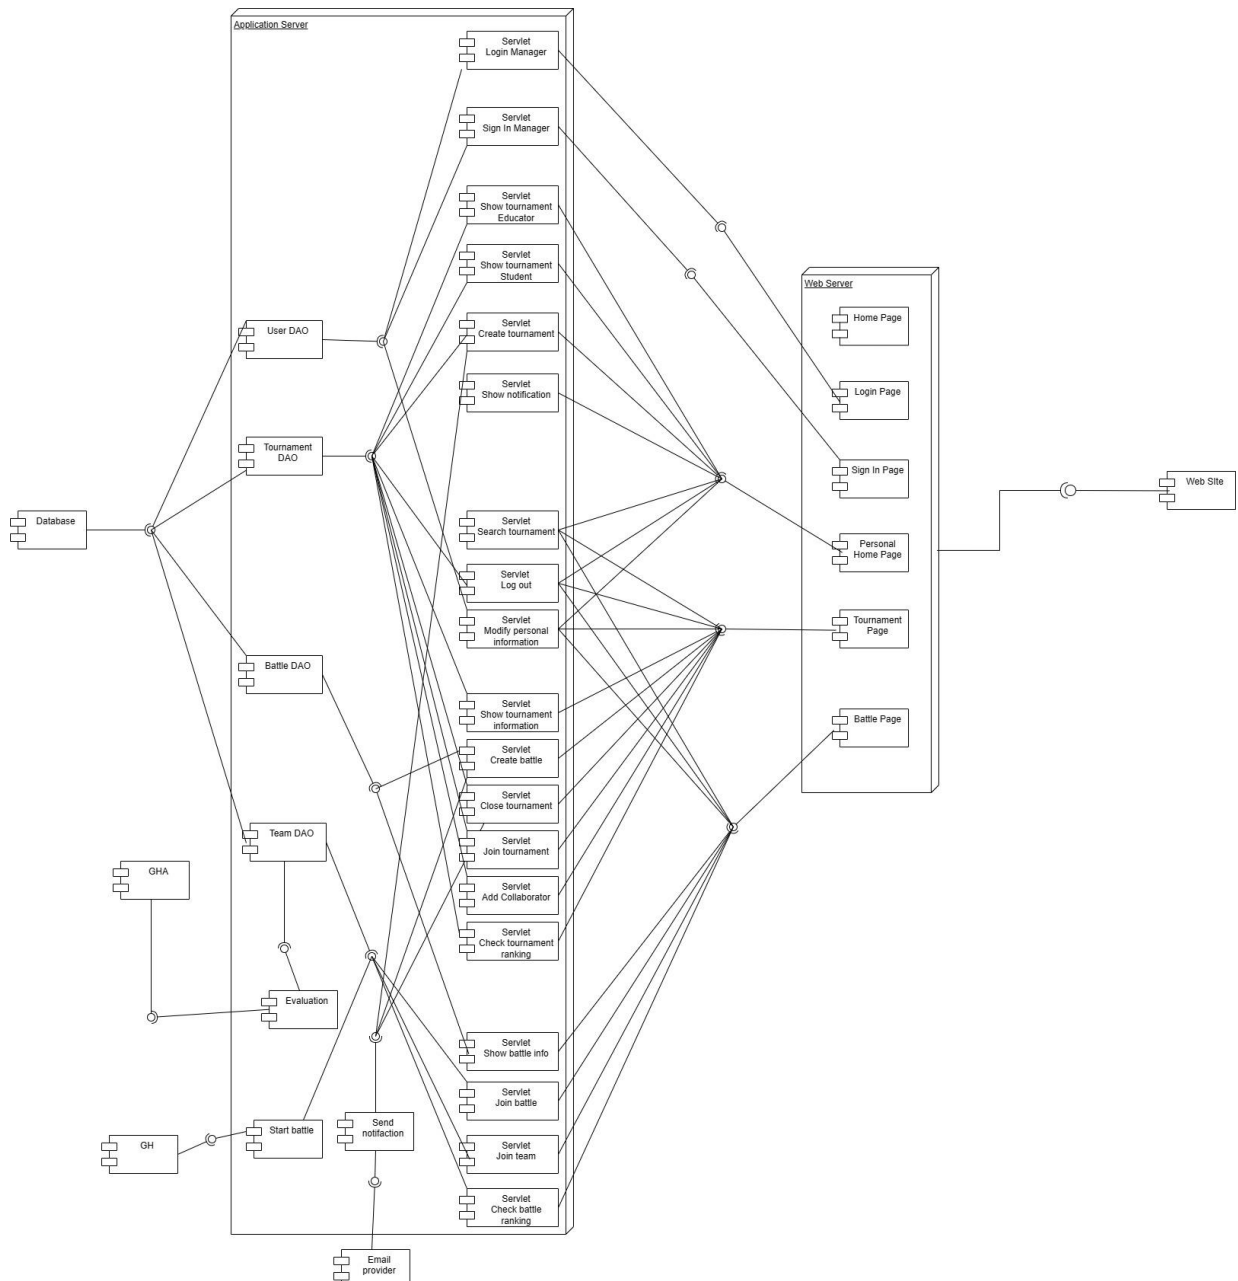 Application Server
Servlet
Login Manager
Servlet
Sign In Manager
Servlet
Show tournament
Educator
Servlet
Show tournament
Student
Servlet
Create tournament
Servlet
Show notification
Servlet
Search tournament
Servlet
Log out
Servlet
Modify personal
information
Servlet
Show tournament
information
Servlet
Create battle
Servlet
Close tournament
Servlet
Join tournament
Servlet
Add Collaborator
Servlet
Check tournament
ranking
Servlet
Show battle info
Servlet
Join battle
Servlet
Join team
Servlet
Check battle
ranking
User DAO
Tournament
DAO
Battle DAO
Team DAO
Evaluation
Start battle
Send
notifaction
Database
GHA
GH
Email
provider
Web Server
Home Page
Login Page
Sign In Page
Personal
Home Page
Tournament
Page
Battle Page
Web SIte